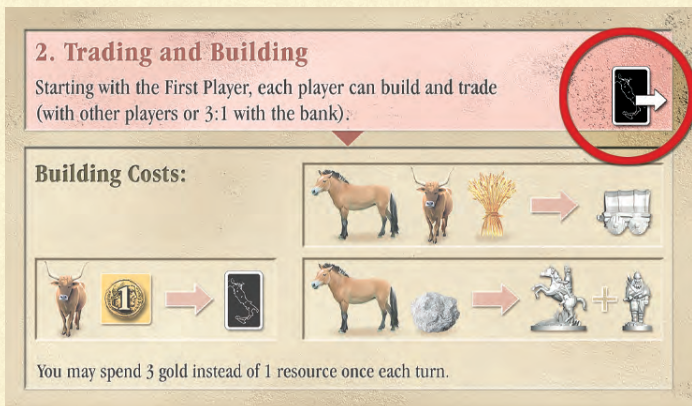 2. Trading and Building
Starting with the First Player, each player can build and trade
(with other players or 3:1 with the bank).
Building Costs:
1
You may spend 3 gold instead of 1 resource once each turn.